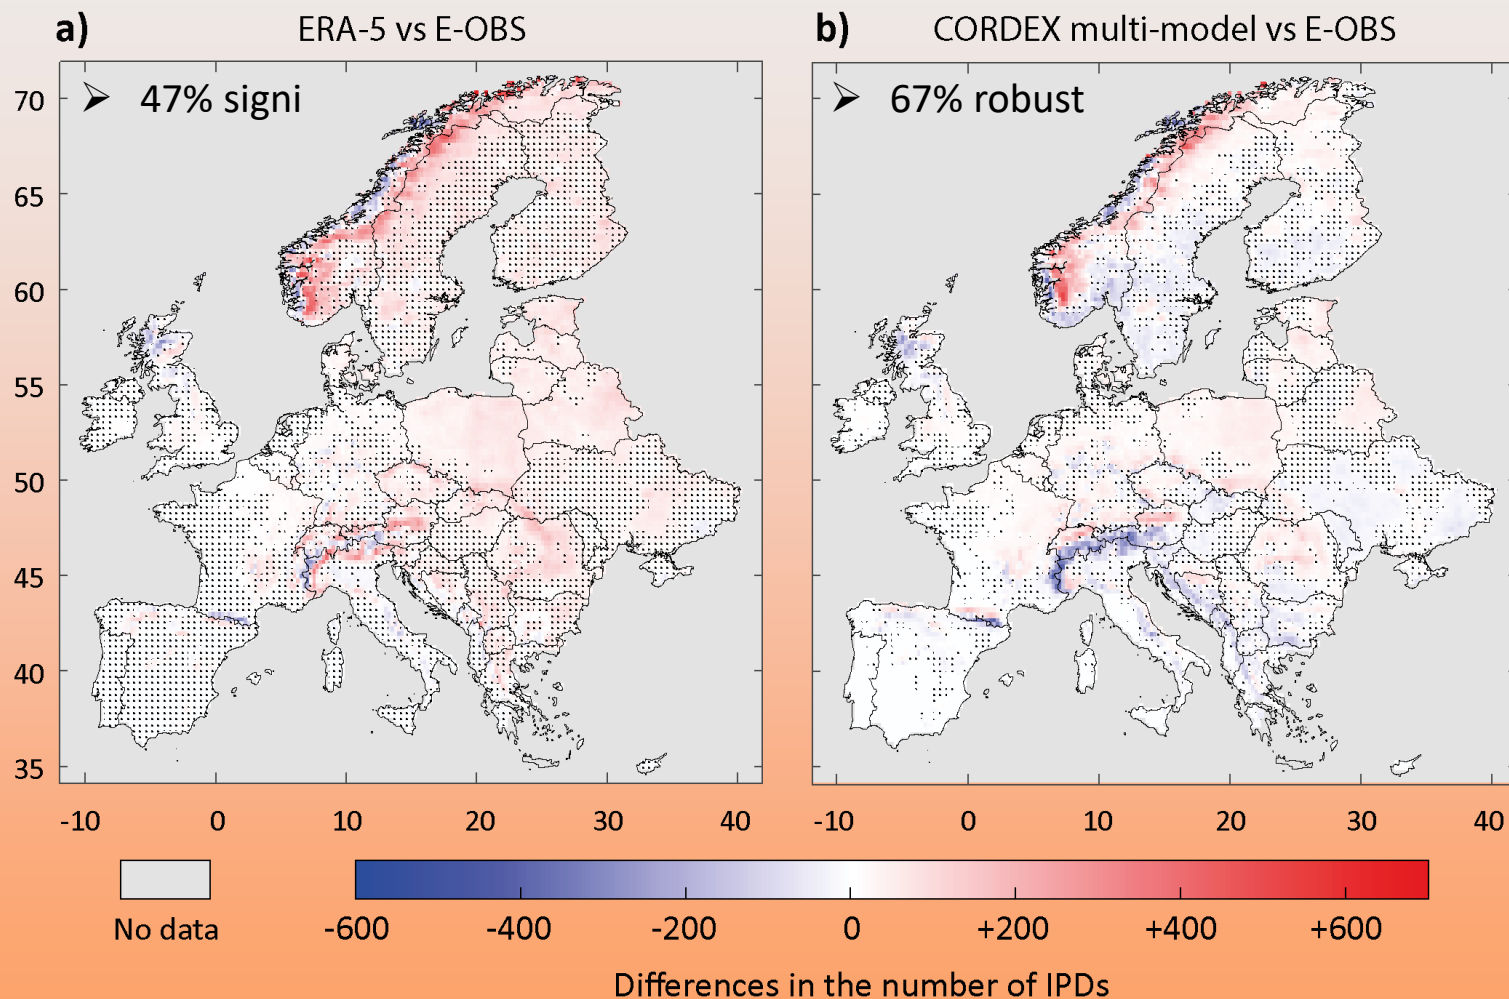 a) ERA-5 vs E-OBS
b) CORDEX multi-model vs E-OBS
➢ 47% signi
➢ 67% robust
70
65
60
55
50
45
40
35
-10 0 10 20 30 40
-10 0 10 20 30 40
No data
-600 -400 -200 0 +200 +400 +600
Differences in the number of IPDs